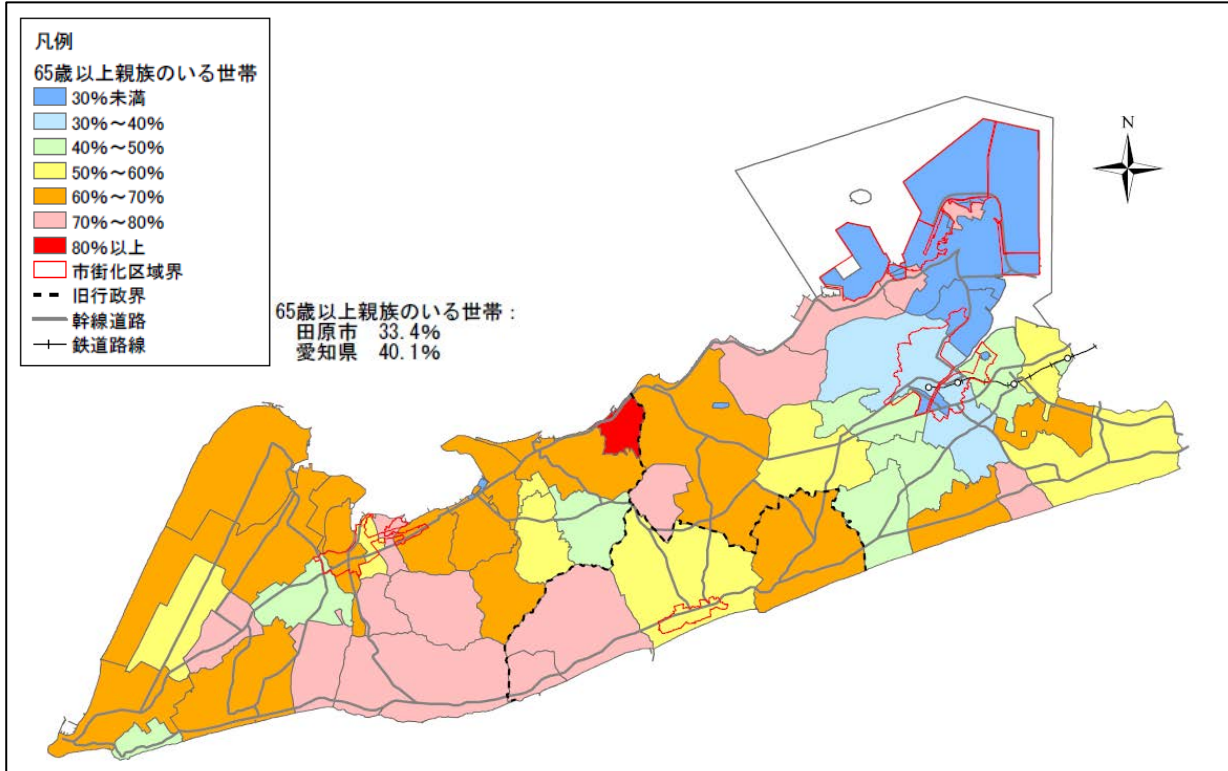 凡例
65歳以上親族のいる世帯
30%未満
30%~40%
40%~50%
50%~60%
60%~70%
70%~80%
80%以上
市街化区域界
旧行政界
幹線道路
鉄道路線
65歳以上親族のいる世帯:
田原市 33.4%
愛知県 40.1%
N